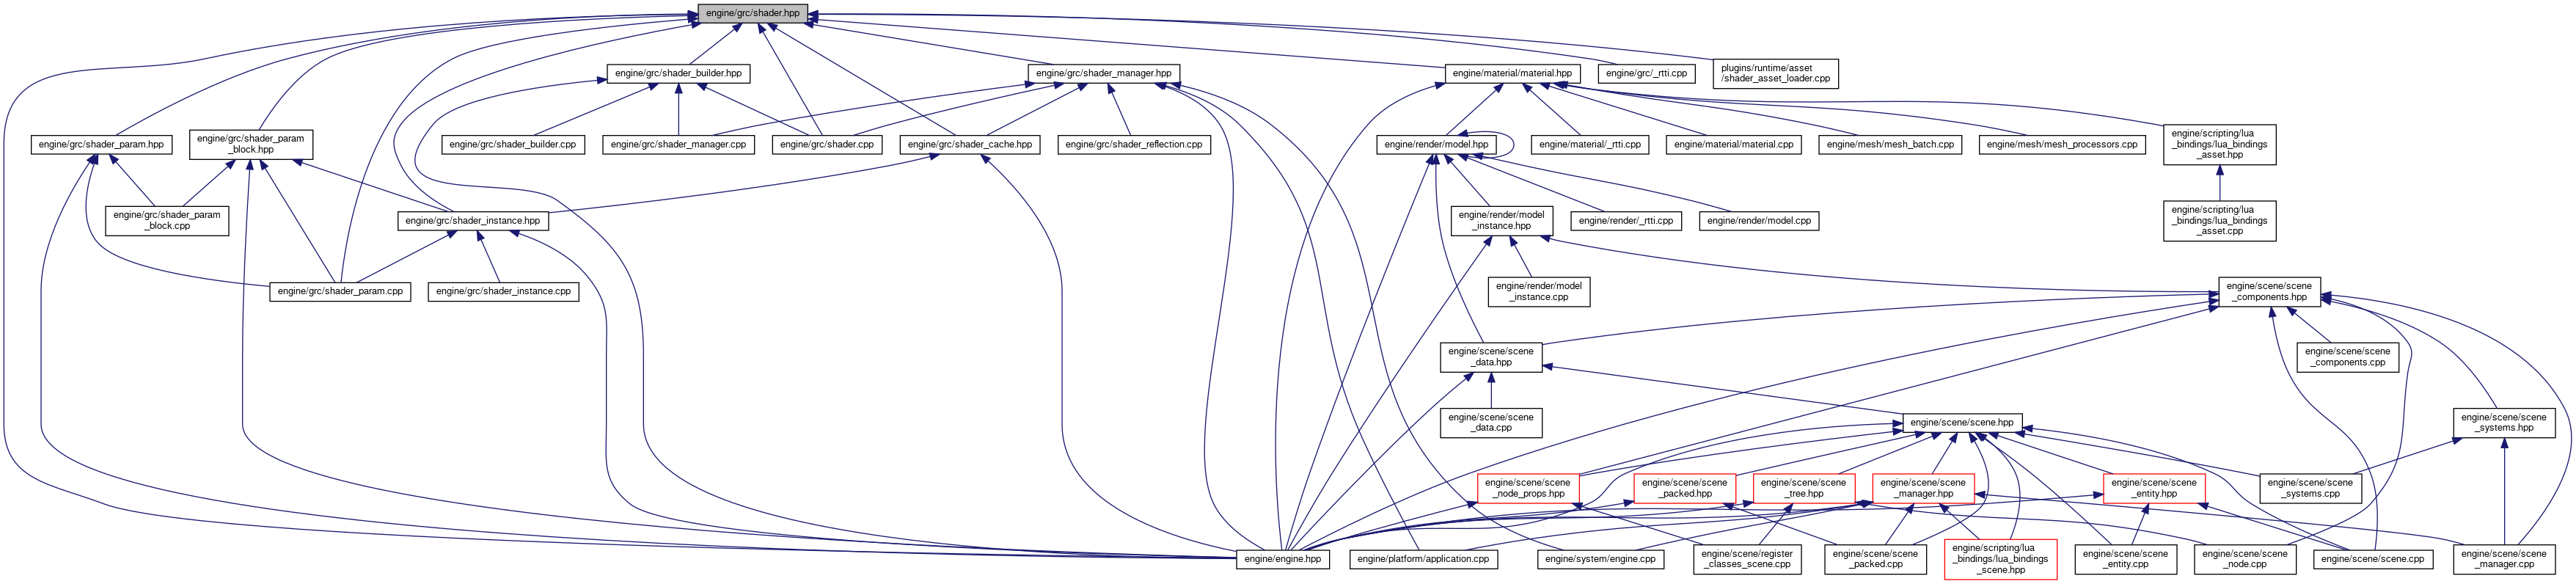 engine/grc/shader.hpp
engine/grc/shader_builder.hpp
engine/grc/shader_manager.hpp
engine/material/material.hpp
engine/grc/_rtti.cpp
plugins/runtime/asset
/shader_asset_loader.cpp
engine/grc/shader_param.hpp
engine/grc/shader_param
_block.hpp
engine/grc/shader_builder.cpp
engine/grc/shader_manager.cpp
engine/grc/shader.cpp
engine/grc/shader_cache.hpp
engine/grc/shader_reflection.cpp
engine/render/model.hpp
engine/material/_rtti.cpp
engine/material/material.cpp
engine/mesh/mesh_batch.cpp
engine/mesh/mesh_processors.cpp
engine/scripting/lua
_bindings/lua_bindings
_asset.hpp
engine/grc/shader_param
_block.cpp
engine/grc/shader_instance.hpp
engine/render/model
_instance.hpp
engine/render/_rtti.cpp
engine/render/model.cpp
engine/scripting/lua
_bindings/lua_bindings
_asset.cpp
engine/grc/shader_param.cpp
engine/grc/shader_instance.cpp
engine/render/model
_instance.cpp
engine/scene/scene
_components.hpp
engine/scene/scene
_data.hpp
engine/scene/scene
_components.cpp
engine/scene/scene
_data.cpp
engine/scene/scene.hpp
engine/scene/scene
_systems.hpp
engine/scene/scene
_node_props.hpp
engine/scene/scene
_packed.hpp
engine/scene/scene
_tree.hpp
engine/scene/scene
_manager.hpp
engine/scene/scene
_entity.hpp
engine/scene/scene
_systems.cpp
engine/engine.hpp
engine/platform/application.cpp
engine/system/engine.cpp
engine/scene/register
_classes_scene.cpp
engine/scene/scene
_packed.cpp
engine/scripting/lua
_bindings/lua_bindings
_scene.hpp
engine/scene/scene
_entity.cpp
engine/scene/scene
_node.cpp
engine/scene/scene.cpp
engine/scene/scene
_manager.cpp